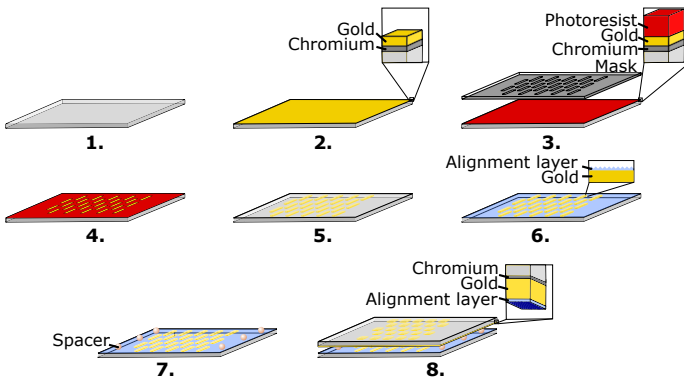 Gold
Chromium
Photoresist
Gold
Chromium
Mask
1.
2.
3.
Alignment layer
Gold
4.
5.
6.
Chromium
Gold
Alignment layer
Spacer
7.
8.